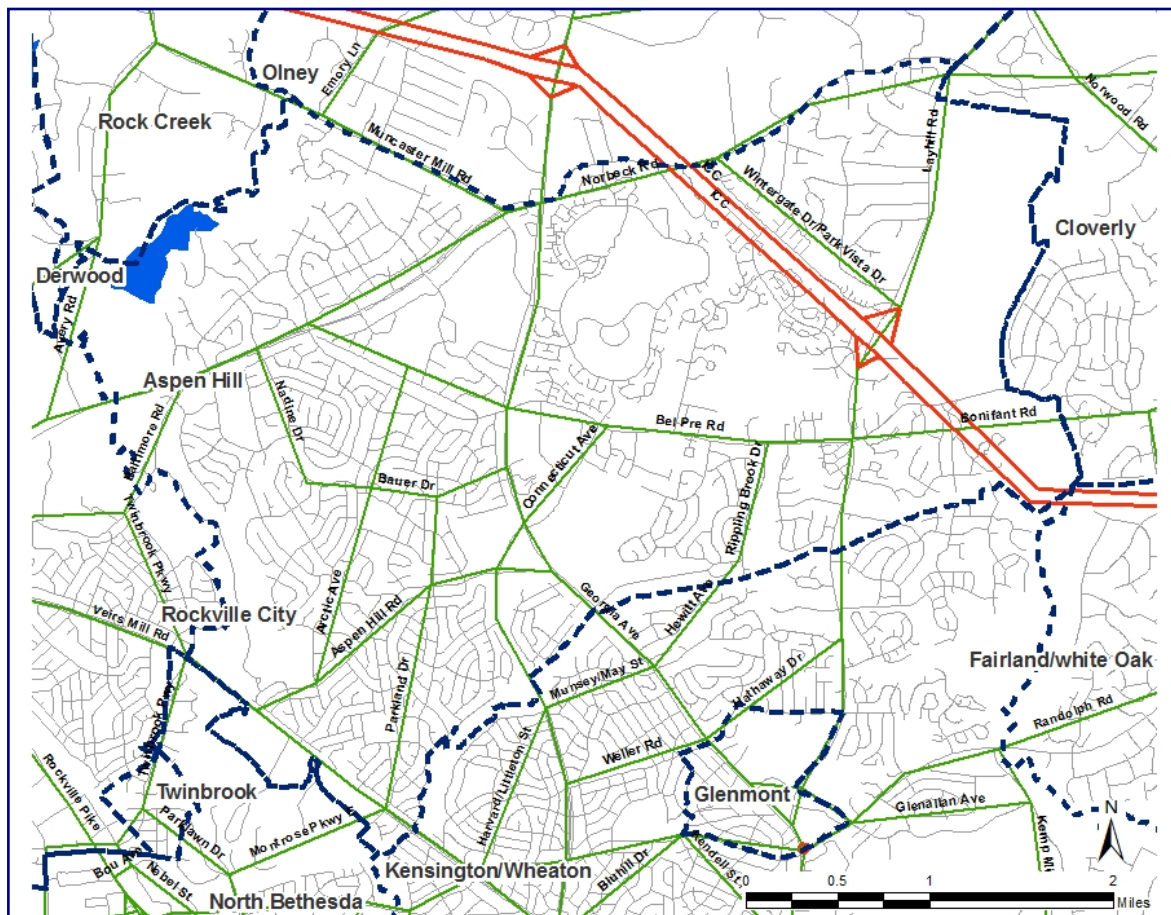 Olney
Emory Ln
Norwood Rd
Rock Creek
Muncaster Mill Rd
Layhill Rd
Norbeck Rd
ICC
ICC
Wintergate Dr/Park Vista Dr
Cloverly
Derwood
Avery Rd
Aspen Hill
Nadine Dr
Baltimore Rd
Bel Pre Rd
Bonifant Rd
Connecticut Ave
Bauer Dr
Rippling Brook Dr
Twinbrook Pkwy
Rockville City
Veirs Mill Rd
Arctic Ave
Aspen Hill Rd
Georgia Ave
Hewitt Ave
Fairland/white Oak
Munsey/May St
Hathaway Dr
Parkland Dr
Randolph Rd
Twinbrook Pkwy
Weller Rd
Harvard/Littleton St
Rockville Pike
Twinbrook
Glenmont
Glenallan Ave
Parklawn Dr
Montrose Pkwy
Kemp Mi
N
Bou Ave
Nobel St
Kensington/Wheaton
Bluhill Dr
Rendell St
North Bethesda
0 0.5 1 2
Miles